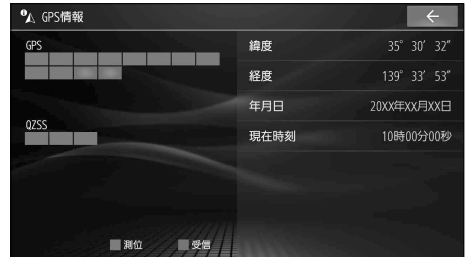 GPS情報
GPS
QZSS
測位 受信
緯度 35° 30′ 32″
経度 139° 33′ 53″
年月日 20XX年XX月XX日
現在時刻 10時00分00秒